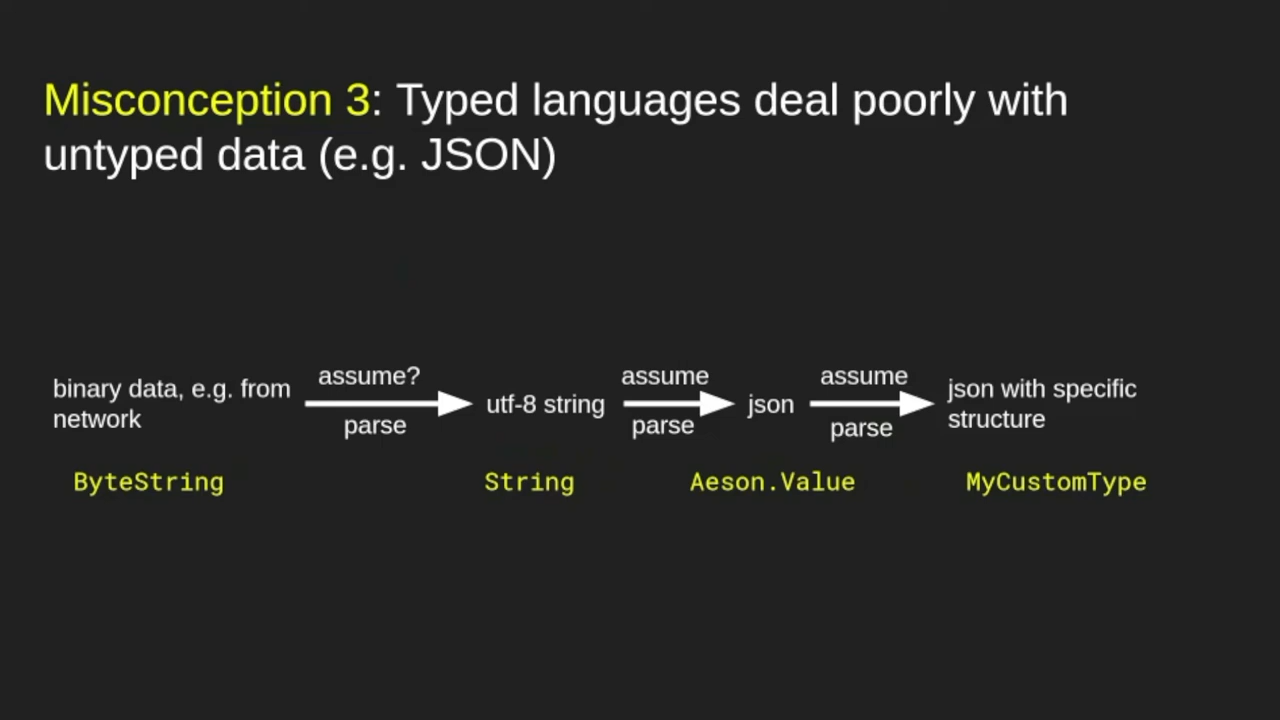 Misconception 3: Typed languages deal poorly with
untyped data (e.g. JSON)
assume? assume assume
binary data, e.g. from
network
utf-8 string json
json with specific
structure
parse parse parse
ByteString String Aeson.Value MyCustomType